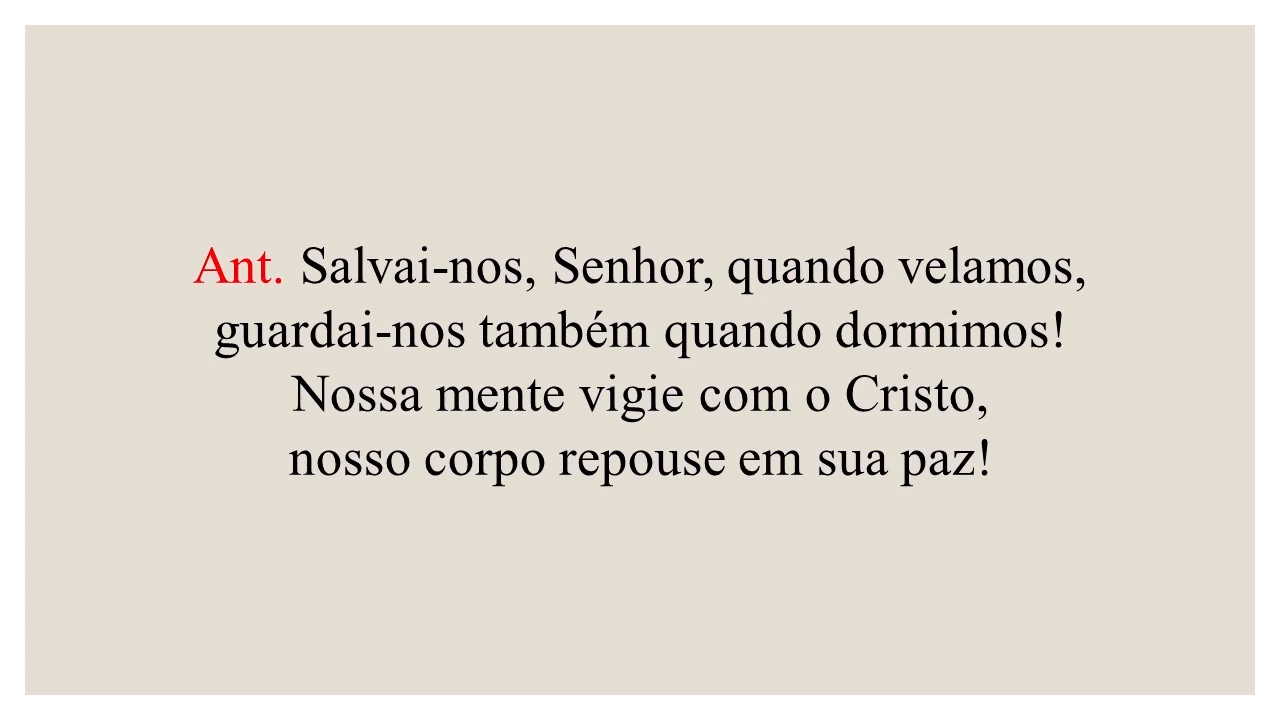 Ant. Salvai-nos, Senhor, quando velamos,
guardai-nos também quando dormimos!
Nossa mente vigie com o Cristo,
nosso corpo repouse em sua paz!